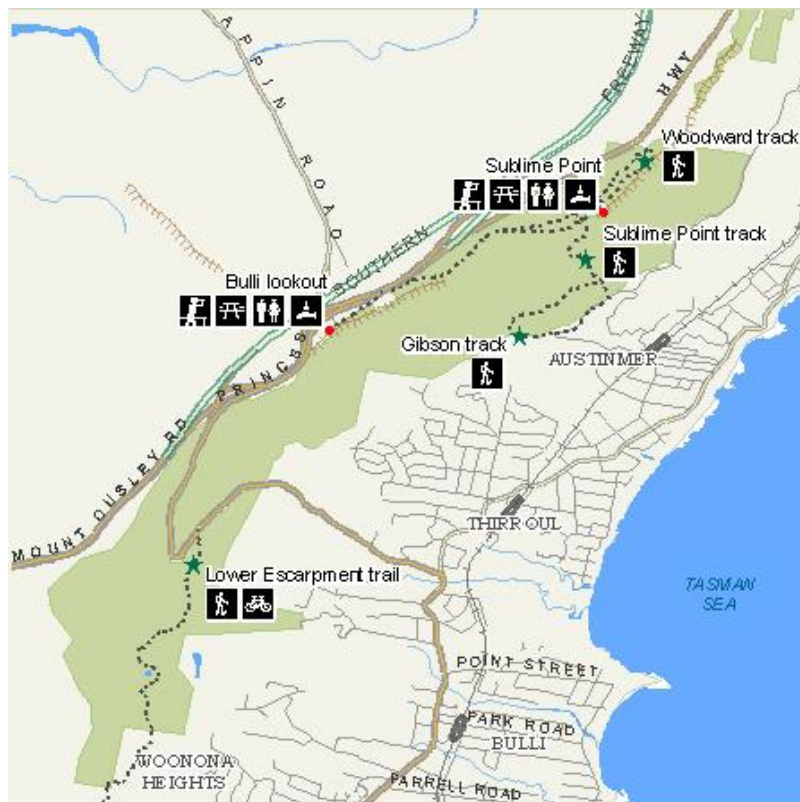 APPIN ROAD
FREEWAY
HWY
Woodward track
Sublime Point
Sublime Point track
SOUTHERN
Bulli lookout
PRINCES
Gibson track
AUSTINMER
MOUNT OUSLEY RD
THIRROUL
Lower Escarpment trail
TASMAN
SEA
POINT STREET
PARK ROAD
BULLI
WOONONA
HEIGHTS
FARRELL ROAD